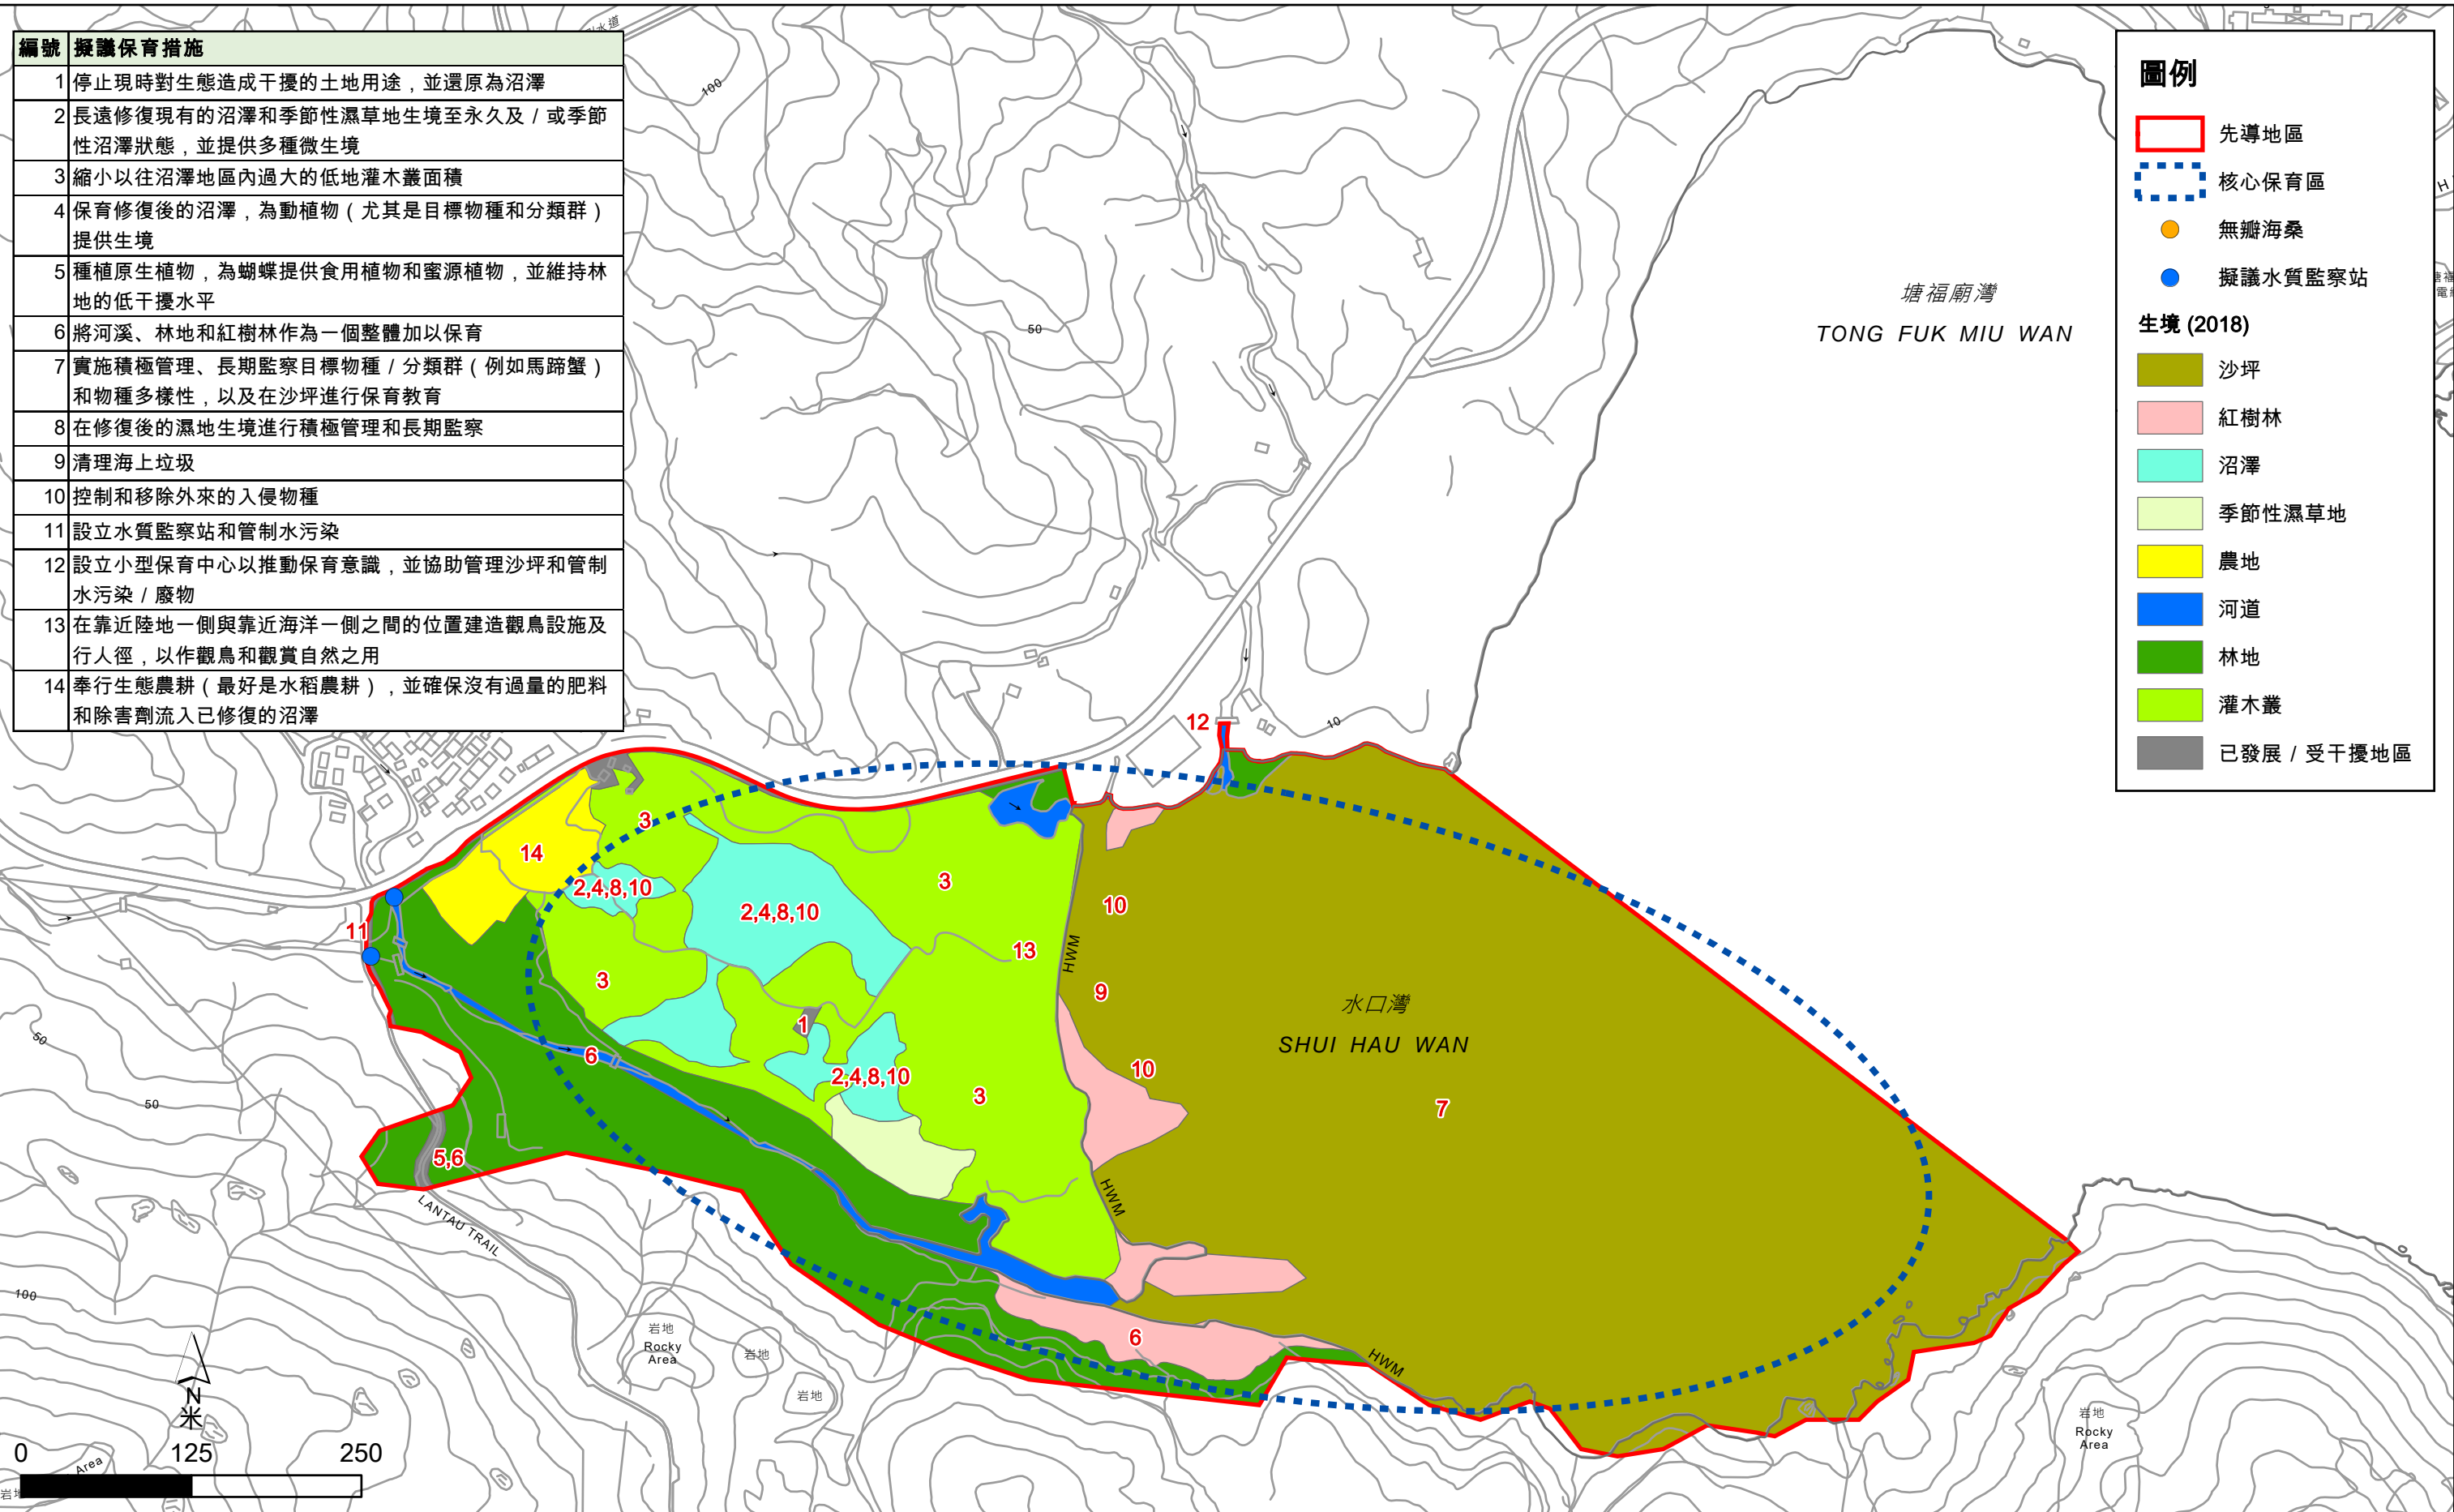 編號 擬議保育措施
1 停止現時對生態造成干擾的土地用途，並還原為沼澤
2 長遠修復現有的沼澤和季節性濕草地生境至永久及 / 或季節
性沼澤狀態，並提供多種微生境
3 縮小以往沼澤地區內過大的低地灌木叢面積
4 保育修復後的沼澤，為動植物（尤其是目標物種和分類群）
提供生境
5 種植原生植物，為蝴蝶提供食用植物和蜜源植物，並維持林
地的低干擾水平
6 將河溪、林地和紅樹林作為一個整體加以保育
7 實施積極管理、長期監察目標物種 / 分類群（例如馬蹄蟹）
和物種多樣性，以及在沙坪進行保育教育
8 在修復後的濕地生境進行積極管理和長期監察
9 清理海上垃圾
10 控制和移除外來的入侵物種
11 設立水質監察站和管制水污染
12 設立小型保育中心以推動保育意識，並協助管理沙坪和管制
水污染 / 廢物
13 在靠近陸地一側與靠近海洋一側之間的位置建造觀鳥設施及
行人徑，以作觀鳥和觀賞自然之用
14 奉行生態農耕（最好是水稻農耕），並確保沒有過量的肥料
和除害劑流入已修復的沼澤
圖例
先導地區
核心保育區
無瓣海桑
擬議水質監察站
生境 (2018)
沙坪
紅樹林
沼澤
季節性濕草地
農地
河道
林地
灌木叢
已發展 / 受干擾地區
水道
100
50
塘福廟灣
TONG FUK MIU WAN
10
12
3
14
2,4,8,10
2,4,8,10
3
10
11
13
HWM
3
9
水口灣
SHUI HAU WAN
1
6
2,4,8,10
10
3
7
5,6
50
50
LANTAU TRAIL
HWM
100
6
HWM
岩地
Rocky
Area
岩地
岩地
岩地
Rocky
Area
N
米
0 125 250
Area